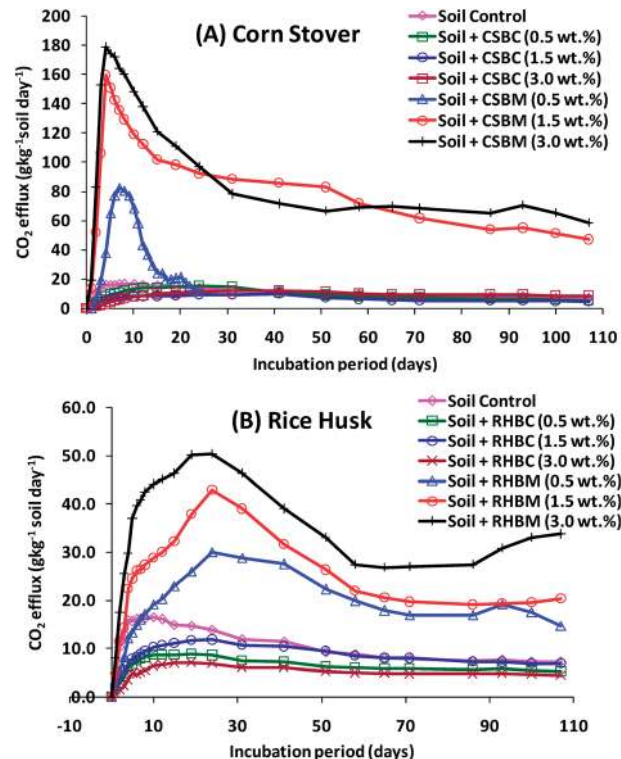 (A) Corn Stover
Soil Control
Soil + CSBC (0.5 wt.%)
Soil + CSBC (1.5 wt.%)
Soil + CSBC (3.0 wt.%)
Soil + CSBM (0.5 wt.%)
Soil + CSBM (1.5 wt.%)
Soil + CSBM (3.0 wt.%)
CO₂ efflux (gkg⁻¹soil day⁻¹)
200
180
160
140
120
100
80
60
40
20
0
0 10 20 30 40 50 60 70 80 90 100 110
Incubation period (days)
(B) Rice Husk
Soil Control
Soil + RHBC (0.5 wt.%)
Soil + RHBC (1.5 wt.%)
Soil + RHBC (3.0 wt.%)
Soil + RHBM (0.5 wt.%)
Soil + RHBM (1.5 wt.%)
Soil + RHBM (3.0 wt.%)
CO₂ efflux (gkg⁻¹ soil day⁻¹)
60.0
50.0
40.0
30.0
20.0
10.0
0.0
-10 10 30 50 70 90 110
Incubation period (days)